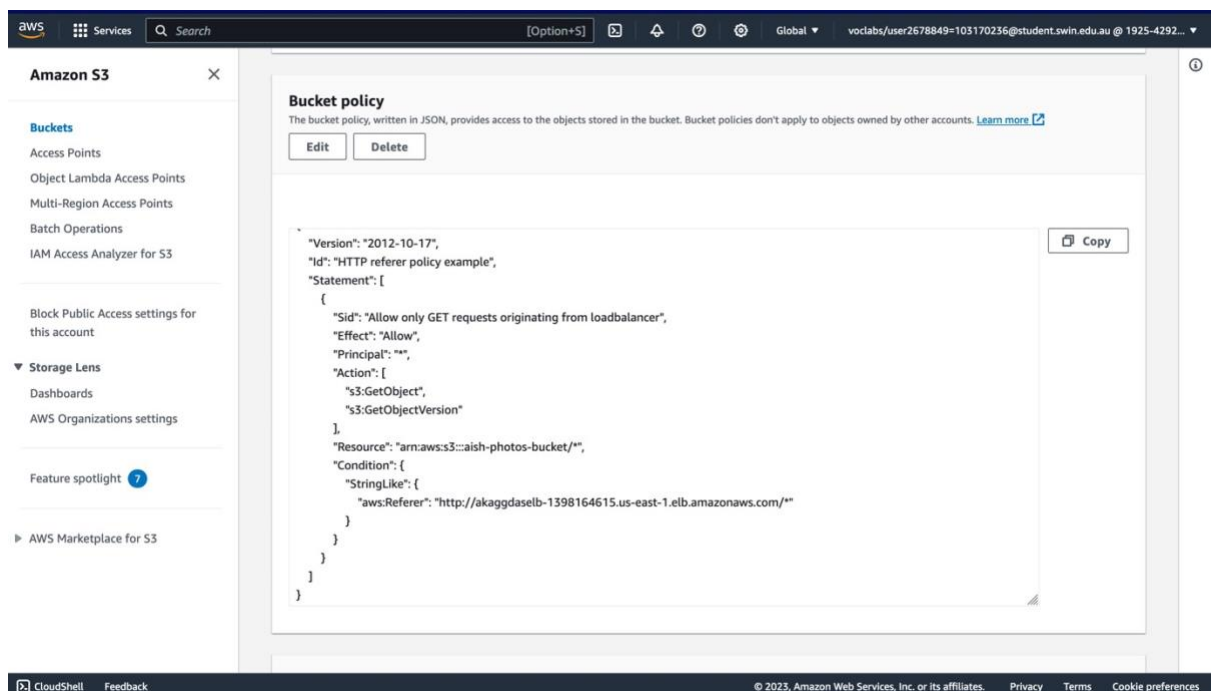 aws
Services
Search
[Option+S]
Global
voclabs/user2678849=103170236@student.swin.edu.au @ 1925-4292...
Amazon S3
Buckets
Access Points
Object Lambda Access Points
Multi-Region Access Points
Batch Operations
IAM Access Analyzer for S3
Block Public Access settings for
this account
Storage Lens
Dashboards
AWS Organizations settings
Feature spotlight 7
AWS Marketplace for S3
Bucket policy
The bucket policy, written in JSON, provides access to the objects stored in the bucket. Bucket policies don't apply to objects owned by other accounts. Learn more
Edit
Delete
Copy
"Version": "2012-10-17",
"Id": "HTTP referer policy example",
"Statement": [
{
"Sid": "Allow only GET requests originating from loadbalancer",
"Effect": "Allow",
"Principal": "*",
"Action": [
"s3:GetObject",
"s3:GetObjectVersion"
],
"Resource": "arn:aws:s3:::aish-photos-bucket/*",
"Condition": {
"StringLike": {
"aws:Referer": "http://akaggdaselb-1398164615.us-east-1.elb.amazonaws.com/*"
}
}
}
]
}
CloudShell
Feedback
© 2023, Amazon Web Services, Inc. or its affiliates.
Privacy
Terms
Cookie preferences